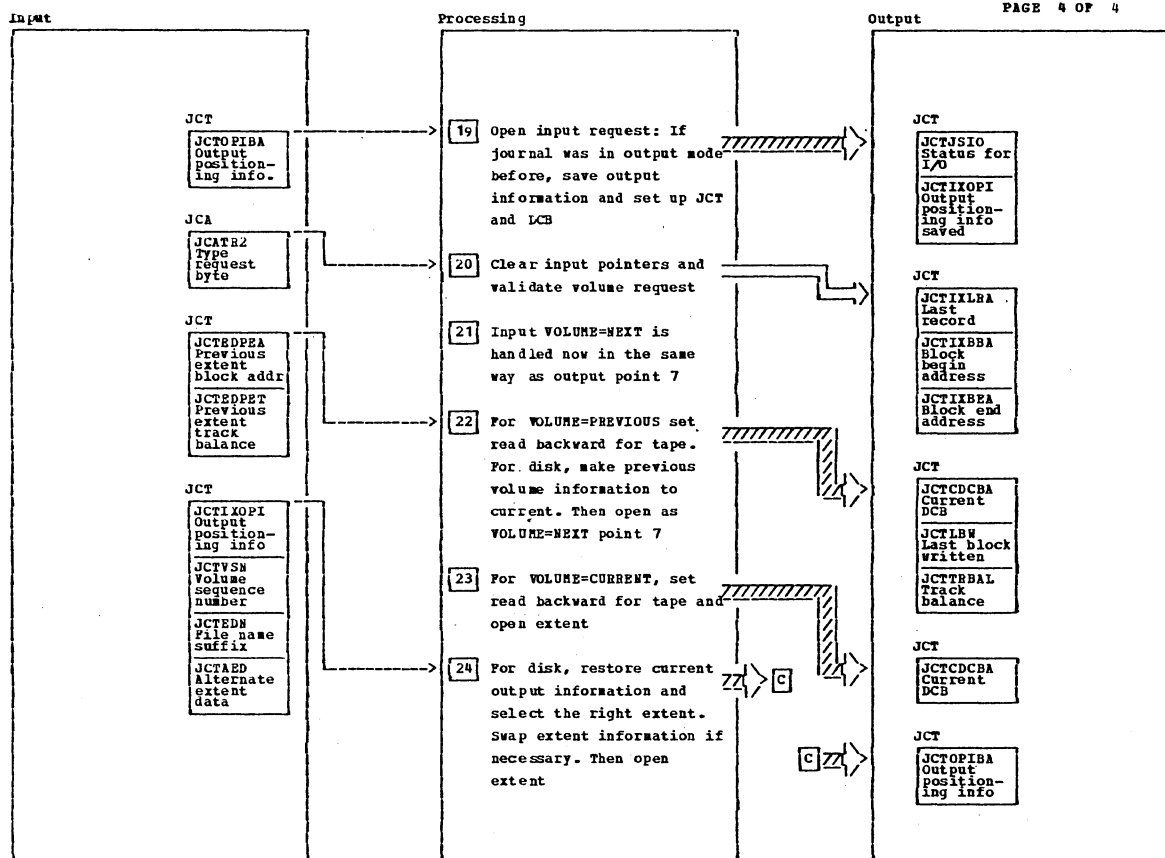 PAGE 4 OF 4
Input
Processing
Output
JCT
JCTOPIBA
Output
position-
ing info.
JCA
JCATR2
Type
request
byte
JCT
JCTEDPEA
Previous
extent
block addr
JCTEDPET
Previous
extent
track
balance
JCT
JCTIXOPI
Output
position-
ing info
JCTVSN
Volume
sequence
number
JCTEDN
File name
suffix
JCTAED
Alternate
extent
data
19 Open input request: If
journal was in output mode
before, save output
information and set up JCT
and DCB
20 Clear input pointers and
validate volume request
21 Input VOLUME=NEXT is
handled now in the same
way as output point 7
22 For VOLUME=PREVIOUS set
read backward for tape.
For disk, make previous
volume information to
current. Then open as
VOLUME=NEXT point 7
23 For VOLUME=CURRENT, set
read backward for tape and
open extent
24 For disk, restore current
output information and
select the right extent.
Swap extent information if
necessary. Then open
extent
C
C
JCT
JCTJSIO
Status for
I/O
JCTIXOPI
Output
position-
ing info
saved
JCT
JCTIXLRA
Last
record
JCTIXBBA
Block
begin
address
JCTIXBEA
Block end
address
JCT
JCTCDCBA
Current
DCB
JCTLBW
Last block
written
JCTTRBAL
Track
balance
JCT
JCTCDCBA
Current
DCB
JCT
JCTOPIBA
Output
position-
ing info